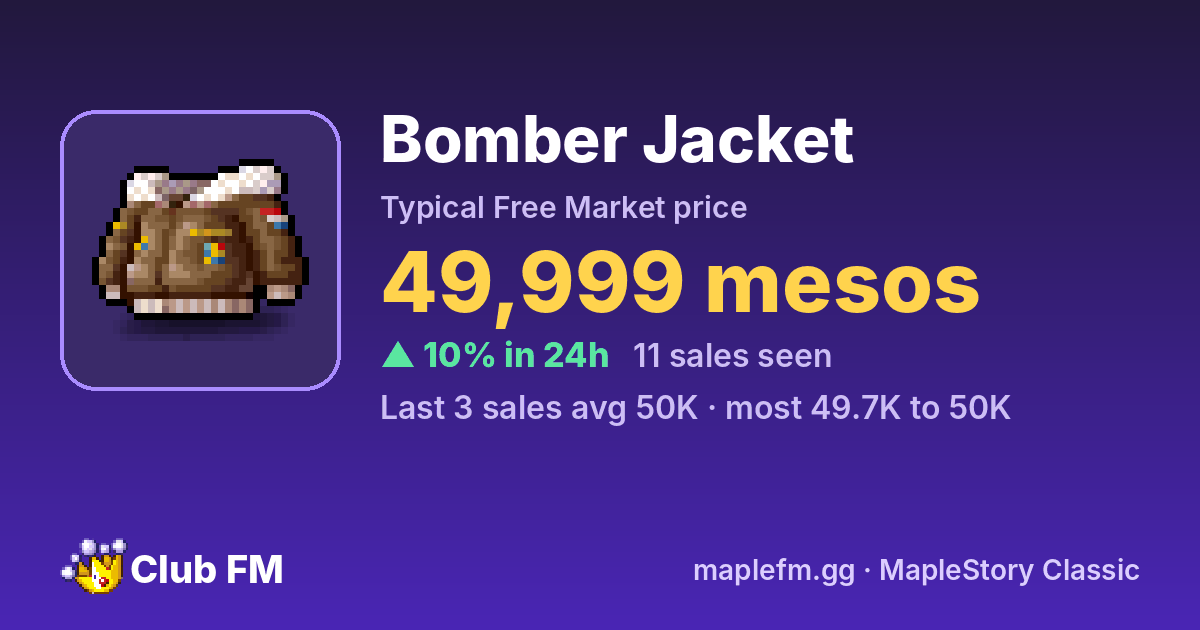 Bomber Jacket
Typical Free Market price
49,999 mesos
▲ 10% in 24h 11 sales seen
Last 3 sales avg 50K · most 49.7K to 50K
Club FM
maplefm.gg · MapleStory Classic